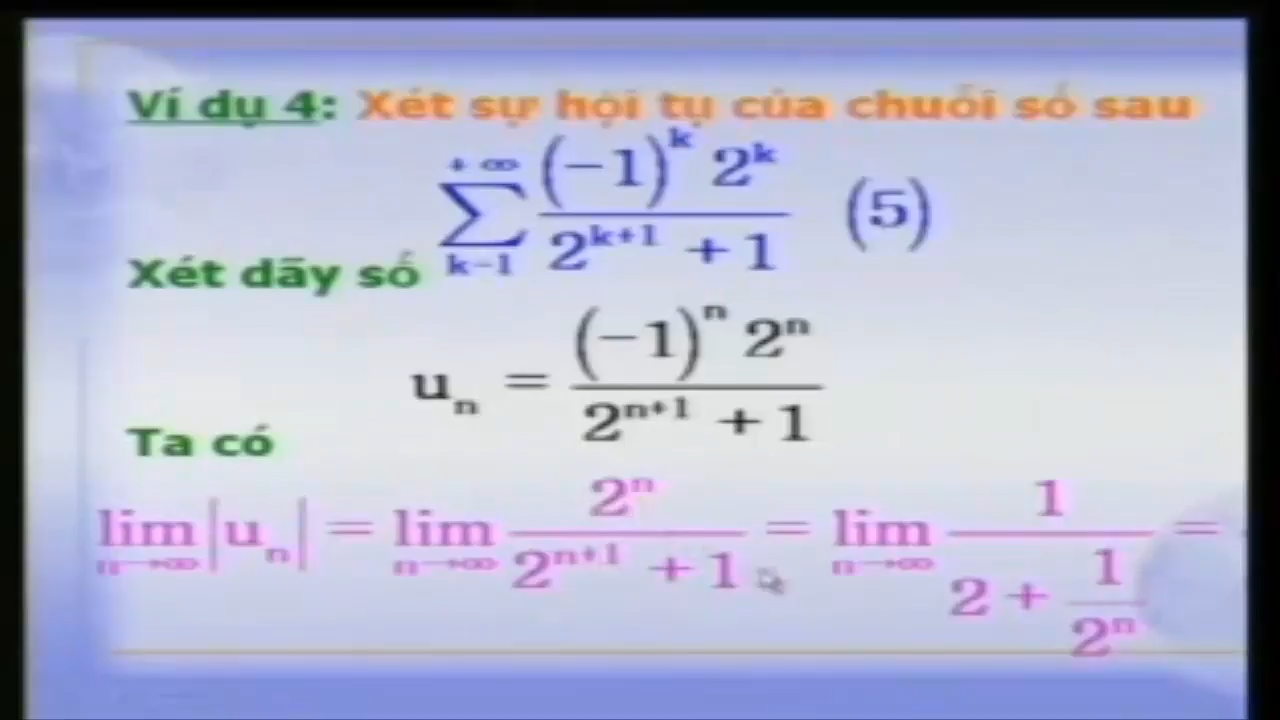 Ví dụ 4: Xét sự hội tụ của chuỗi số sau
+∞ ∑ k=1 (-1)^k 2^k / (2^{k+1} + 1) (5)
Xét dãy số
u_n = (-1)^n 2^n / (2^{n+1} + 1)
Ta có
lim_{n→∞} |u_n| = lim_{n→∞} 2^n / (2^{n+1} + 1) = lim_{n→∞} 1 / (2 + 1/2^n) =